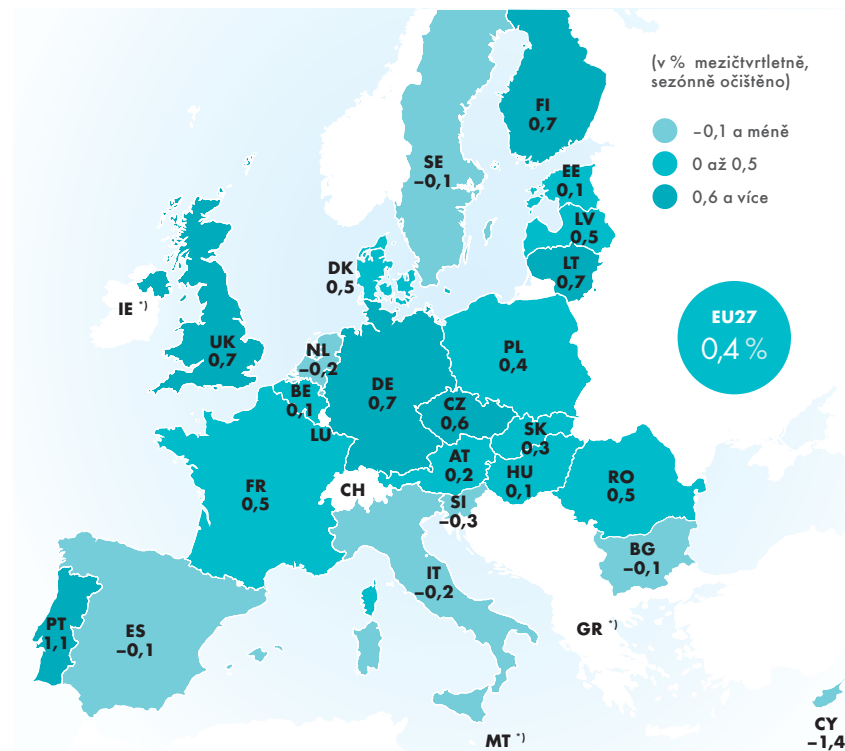 (v % mezičtvrtletně,
sezónně očištěno)
–0,1 a méně
0 až 0,5
0,6 a více
FI
0,7
SE
–0,1
EE
0,1
LV
0,5
LT
0,7
DK
0,5
IE *)
UK
0,7
EU27
0,4 %
NL
–0,2
PL
0,4
BE
0,1
DE
0,7
CZ
0,6
LU
SK
0,3
AT
0,2
HU
0,1
FR
0,5
CH
RO
0,5
SI
–0,3
BG
–0,1
IT
–0,2
PT
1,1
ES
–0,1
GR *)
CY
–1,4
MT *)